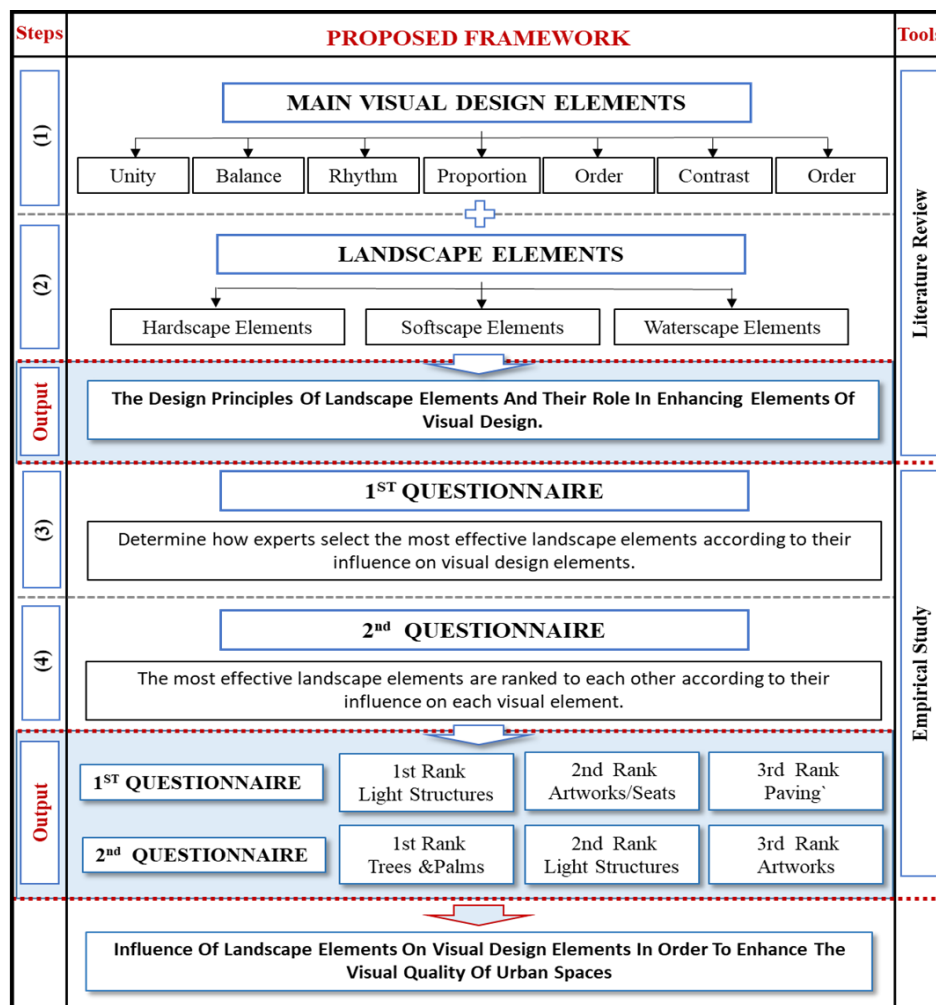 Steps
PROPOSED FRAMEWORK
Tools
(1)
MAIN VISUAL DESIGN ELEMENTS
Unity
Balance
Rhythm
Proportion
Order
Contrast
Order
(2)
LANDSCAPE ELEMENTS
Hardscape Elements
Softscape Elements
Waterscape Elements
Literature Review
Output
The Design Principles Of Landscape Elements And Their Role In Enhancing Elements Of
Visual Design.
(3)
1ST QUESTIONNAIRE
Determine how experts select the most effective landscape elements according to their
influence on visual design elements.
(4)
2nd QUESTIONNAIRE
The most effective landscape elements are ranked to each other according to their
influence on each visual element.
Empirical Study
Output
1ST QUESTIONNAIRE
1st Rank
Light Structures
2nd Rank
Artworks/Seats
3rd Rank
Paving`
2nd QUESTIONNAIRE
1st Rank
Trees &Palms
2nd Rank
Light Structures
3rd Rank
Artworks
Influence Of Landscape Elements On Visual Design Elements In Order To Enhance The
Visual Quality Of Urban Spaces